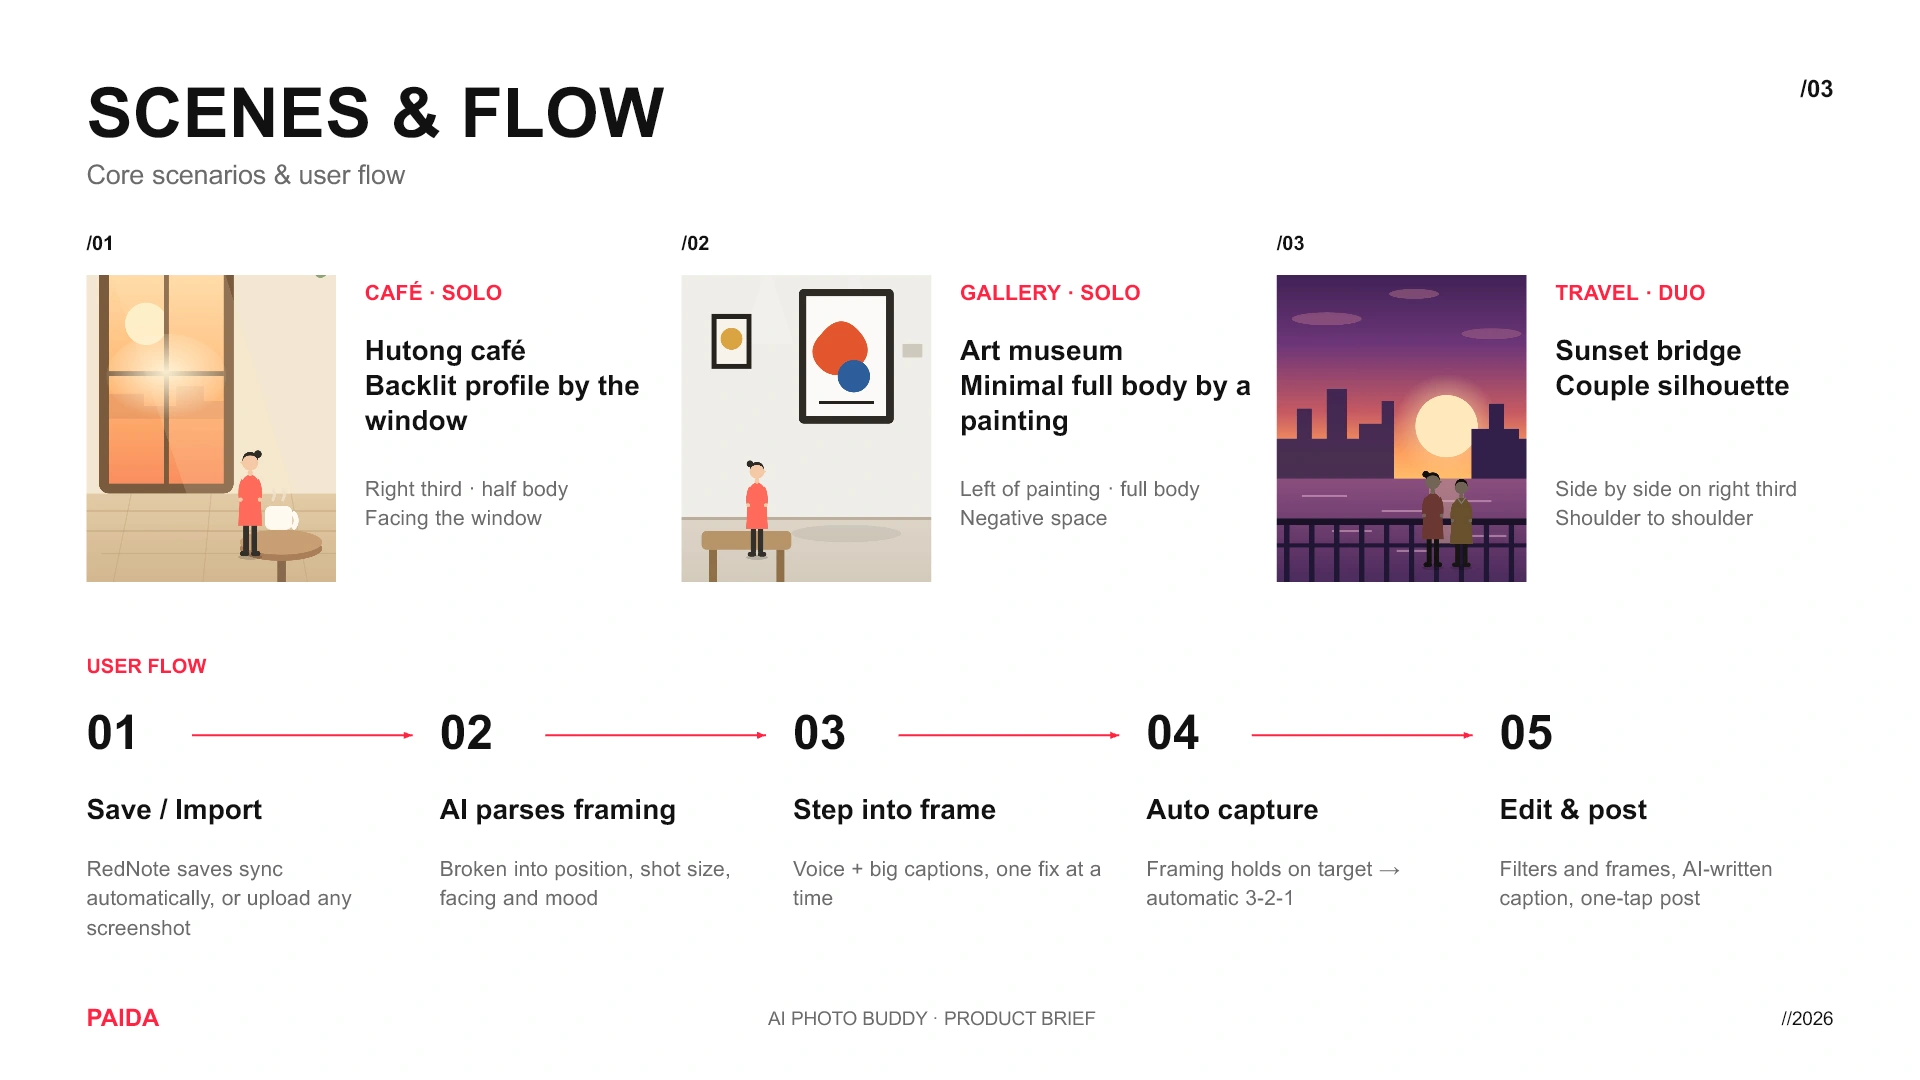 SCENES & FLOW
/03
Core scenarios & user flow
/01
CAFÉ · SOLO
Hutong café
Backlit profile by the
window
Right third · half body
Facing the window
/02
GALLERY · SOLO
Art museum
Minimal full body by a
painting
Left of painting · full body
Negative space
/03
TRAVEL · DUO
Sunset bridge
Couple silhouette
Side by side on right third
Shoulder to shoulder
USER FLOW
01
Save / Import
RedNote saves sync
automatically, or upload any
screenshot
02
AI parses framing
Broken into position, shot size,
facing and mood
03
Step into frame
Voice + big captions, one fix at a
time
04
Auto capture
Framing holds on target →
automatic 3-2-1
05
Edit & post
Filters and frames, AI-written
caption, one-tap post
PAIDA
AI PHOTO BUDDY · PRODUCT BRIEF
//2026